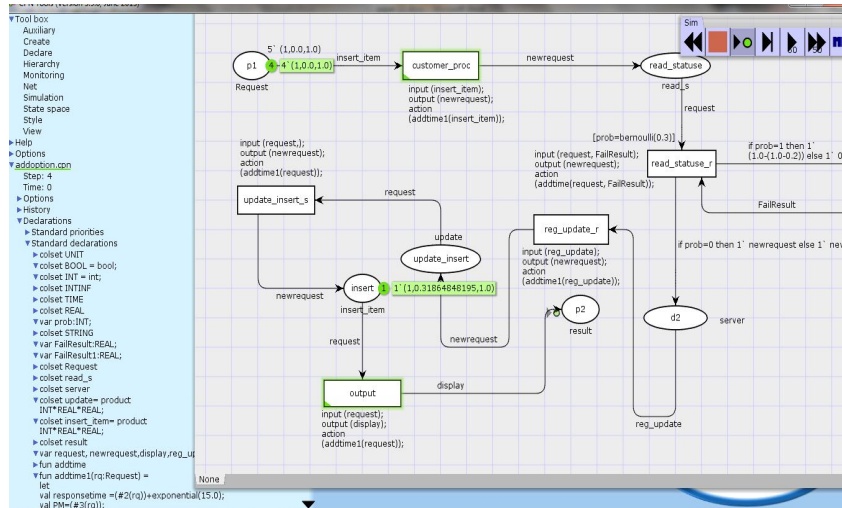 CPN Tools (Version 3.9.6, June 2013)
Tool box
Auxiliary
Create
Declare
Hierarchy
Monitoring
Net
Simulation
State space
Style
View
Help
Options
addoption.cpn
Step: 4
Time: 0
Options
History
Declarations
Standard priorities
Standard declarations
colset UNIT
colset BOOL = bool;
colset INT = int;
colset INTINF
colset TIME
colset REAL
var prob:INT;
colset STRING
var FailResult:REAL;
var FailResult1:REAL;
colset Request
colset read_s
colset server
colset update= product
INT*REAL*REAL;
colset insert_item= product
INT*REAL*REAL;
colset result
var request, newrequest,display,reg_up
fun addtime
fun addtime1(rq:Request) =
let
val responsetime =(#2(rq))+exponential(15.0);
val PM=(#3(rq));
Sim
50
50
5` (1,0.0,1.0)
p1
4
4`(1,0.0,1.0)
Request
insert_item
customer_proc
input (insert_item);
output (newrequest);
action
(addtime1(insert_item));
newrequest
read_statuse
read_s
request
[prob=bernoulli(0.3)]
input (request, FailResult);
output (newrequest);
action
(addtime(request, FailResult));
read_statuse_r
if prob=1 then 1`
(1.0-(1.0-0.2)) else 1` 0
FailResult
if prob=0 then 1` newrequest else 1` nev
input (request,);
output (newrequest);
action
(addtime1(request));
update_insert_s
request
update
update_insert
newrequest
insert
1
1`(1,0.31864848195,1.0)
insert_item
newrequest
request
reg_update_r
input (reg_update);
output (newrequest);
action
(addtime1(reg_update));
p2
result
d2
server
reg_update
output
display
input (request);
output (display);
action
(addtime1(request));
None